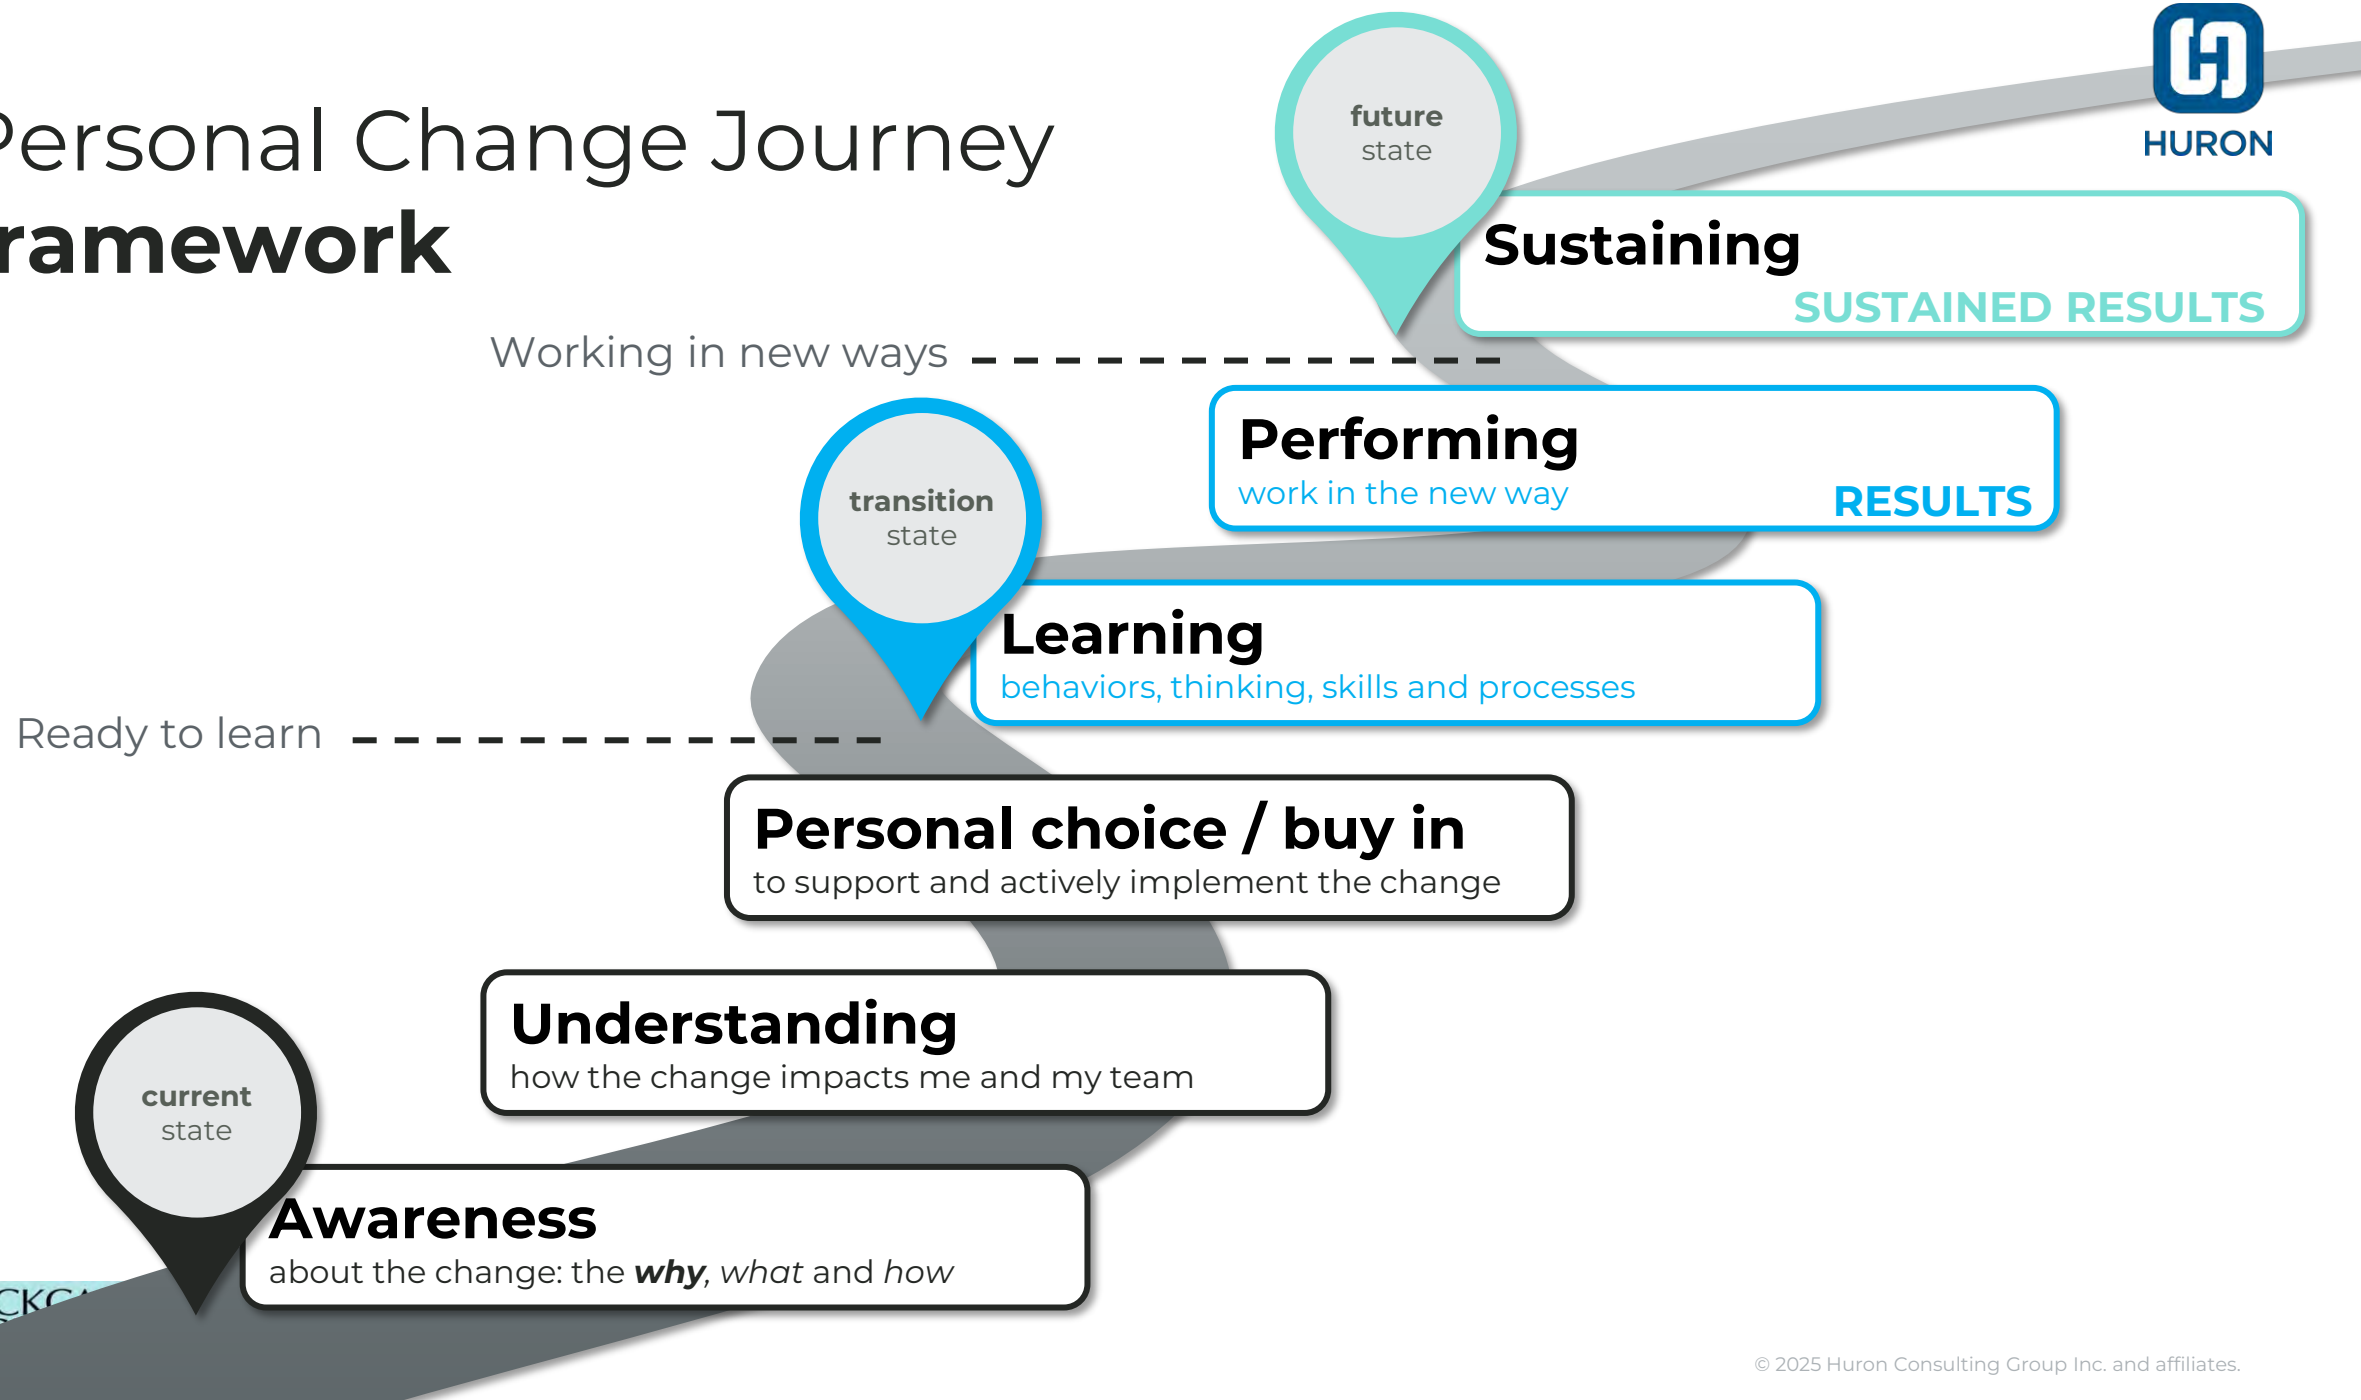 Personal Change Journey
ramework
HURON
future
state
Sustaining
SUSTAINED RESULTS
Working in new ways
Performing
work in the new way
RESULTS
transition
state
Learning
behaviors, thinking, skills and processes
Ready to learn
Personal choice / buy in
to support and actively implement the change
Understanding
how the change impacts me and my team
current
state
Awareness
about the change: the why, what and how
© 2025 Huron Consulting Group Inc. and affiliates.